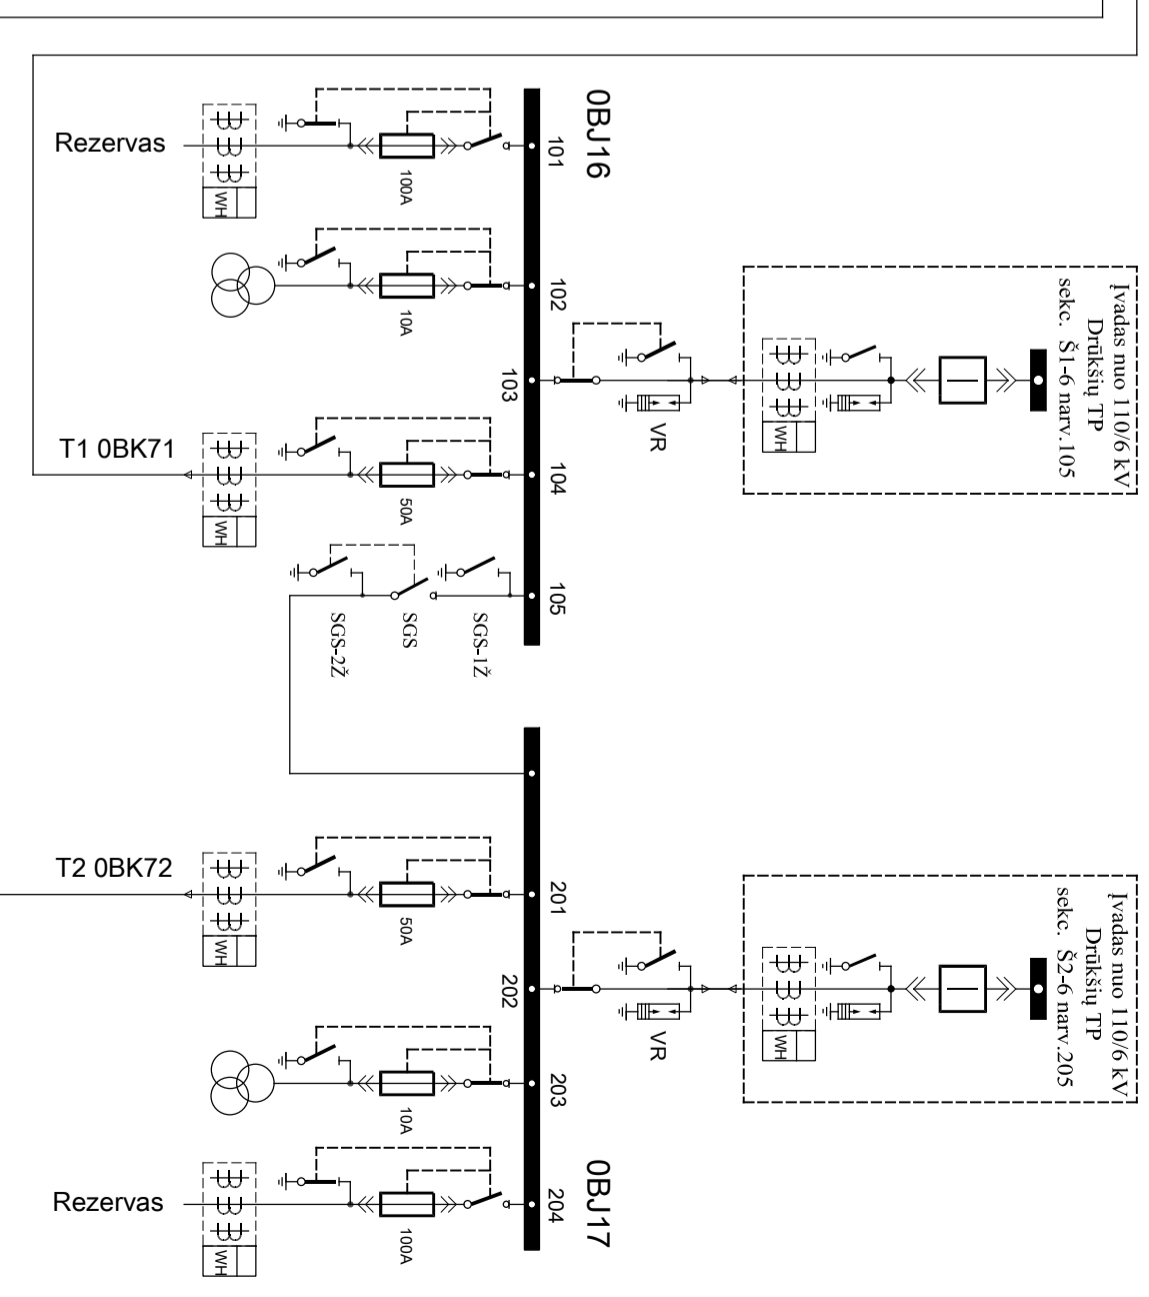 0BJ16
101
Rezervas
100A
WH
102
10A
Įvadas nuo 110/6 kV
Drūkšių TP
sekc. Š1-6 narv.105
WH
VR
103
T1 0BK71
104
50A
WH
105
SGS-1Ž
SGS
SGS-2Ž
T2 0BK72
201
50A
WH
Įvadas nuo 110/6 kV
Drūkšių TP
sekc. Š2-6 narv.205
WH
VR
202
203
10A
0BJ17
204
Rezervas
100A
WH